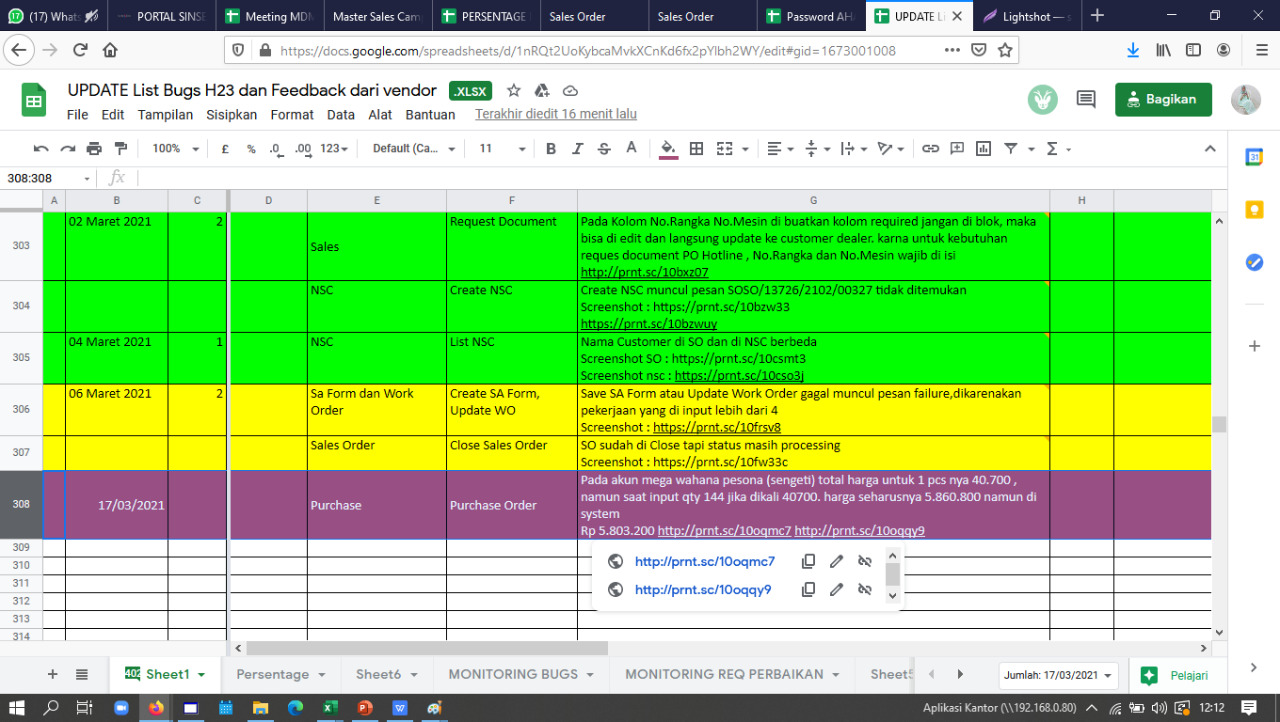 (17) Whats
PORTAL SINSE
Meeting MDM
Master Sales Cam
PERSENTAGE
Sales Order
Sales Order
Password AHA
UPDATE Li
Lightshot — s
https://docs.google.com/spreadsheets/d/1nRQt2UoKybcaMvkXCnKd6fx2pYlbh2WY/edit#gid=1673001008
UPDATE List Bugs H23 dan Feedback dari vendor .XLSX
File Edit Tampilan Sisipkan Format Data Alat Bantuan Terakhir diedit 16 menit lalu
Bagikan
100% £ % .0 .00 123 Default (Ca... 11
308:308 fx
A B C D E F G H
303 02 Maret 2021 2 Sales Request Document
Pada Kolom No.Rangka No.Mesin di buatkan kolom required jangan di blok, maka
bisa di edit dan langsung update ke customer dealer. karna untuk kebutuhan
reques document PO Hotline , No.Rangka dan No.Mesin wajib di isi
http://prnt.sc/10bxz07
304 NSC Create NSC Create NSC muncul pesan SOSO/13726/2102/00327 tidak ditemukan
Screenshot : https://prnt.sc/10bzw33
https://prnt.sc/10bzwuy
305 04 Maret 2021 1 NSC List NSC Nama Customer di SO dan di NSC berbeda
Screenshot SO : https://prnt.sc/10csmt3
Screenshot nsc : https://prnt.sc/10cso3j
306 06 Maret 2021 2 Sa Form dan Work Order Create SA Form, Update WO
Save SA Form atau Update Work Order gagal muncul pesan failure,dikarenakan
pekerjaan yang di input lebih dari 4
Screenshot : https://prnt.sc/10frsv8
307 Sales Order Close Sales Order SO sudah di Close tapi status masih processing
Screenshot : https://prnt.sc/10fw33c
308 17/03/2021 Purchase Purchase Order
Pada akun mega wahana pesona (sengeti) total harga untuk 1 pcs nya 40.700 ,
namun saat input qty 144 jika dikali 40700. harga seharusnya 5.860.800 namun di
system
Rp 5.803.200 http://prnt.sc/10oqmc7 http://prnt.sc/10oqqy9
309
310
311
312
313
314
http://prnt.sc/10oqmc7
http://prnt.sc/10oqqy9
31
402 Sheet1 Persentage Sheet6 MONITORING BUGS MONITORING REQ PERBAIKAN Sheet5
Jumlah: 17/03/2021
Pelajari
Aplikasi Kantor (\\192.168.0.80) 12:12